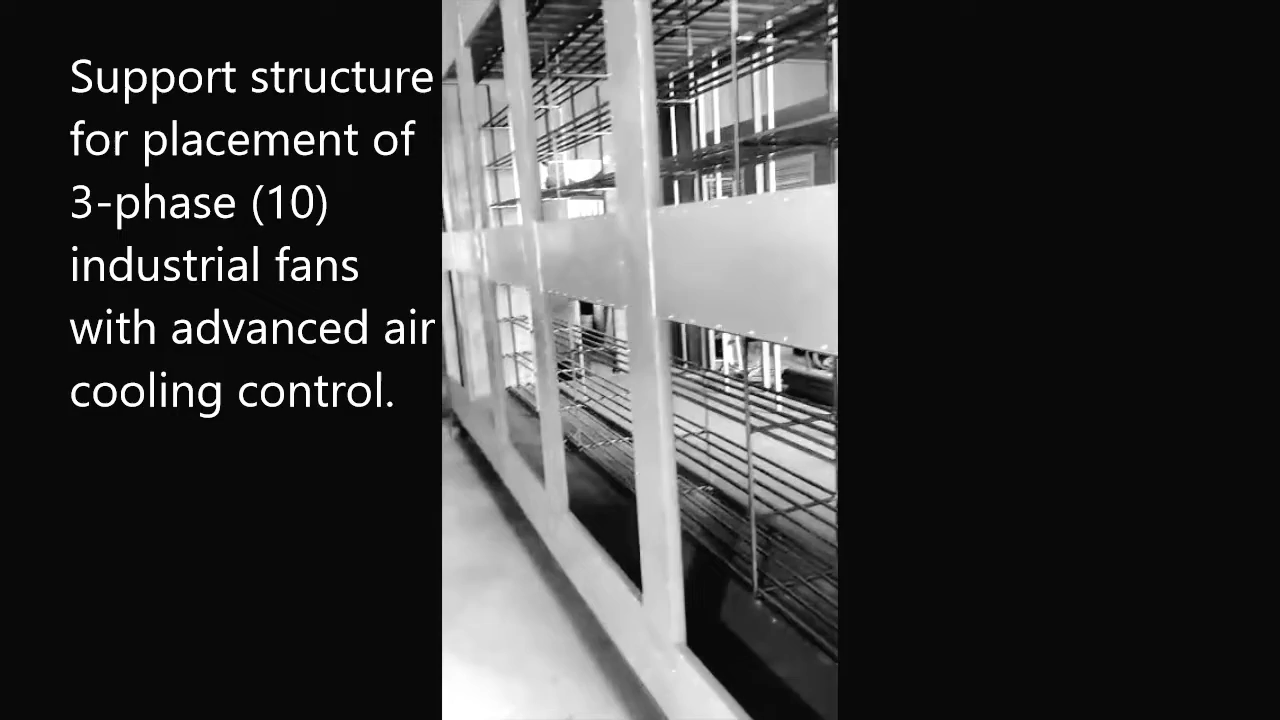 Support structure
for placement of
3-phase (10)
industrial fans
with advanced air
cooling control.